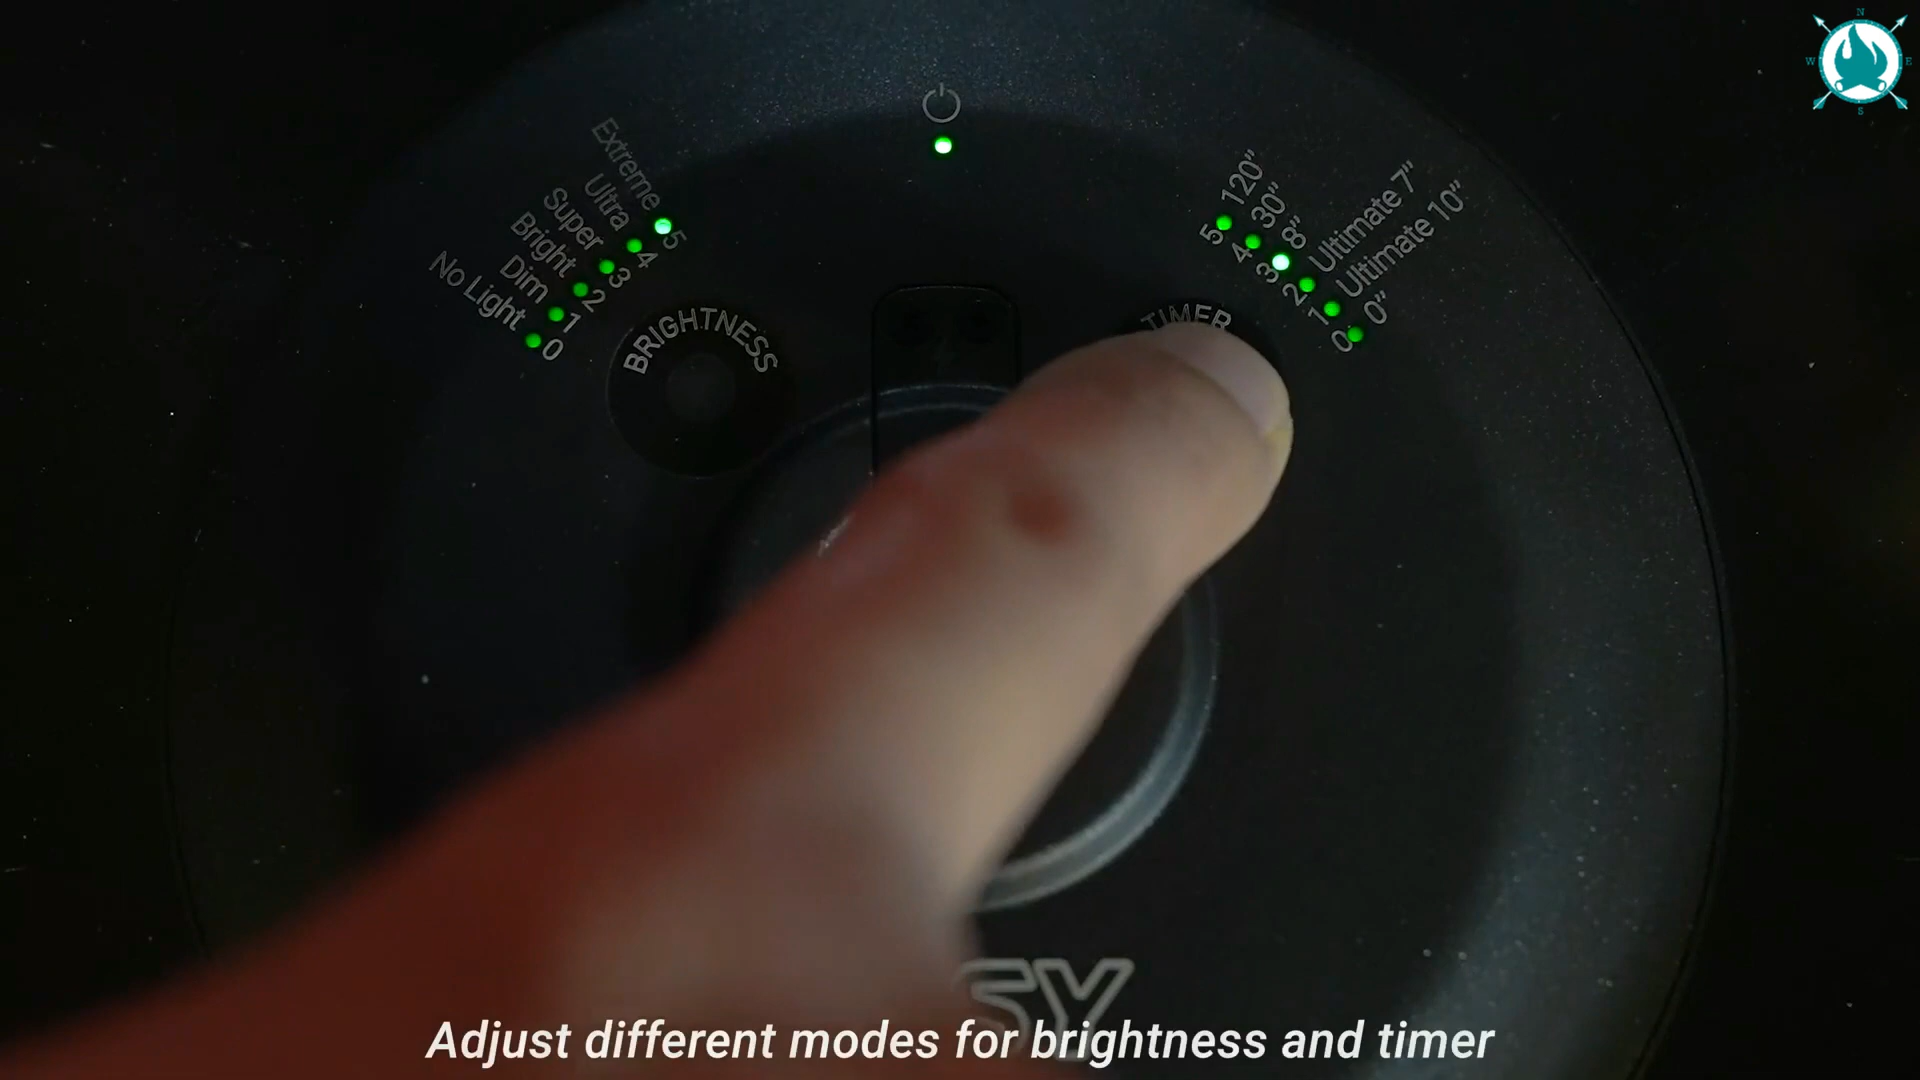 N
W E
S
Extreme 5
Ultra 4
Super 3
Bright 2
Dim 1
No Light 0
BRIGHTNESS
TIMER
5 120"
4 30"
3 8"
2 Ultimate 7"
1 Ultimate 10"
0 0"
SY
Adjust different modes for brightness and timer